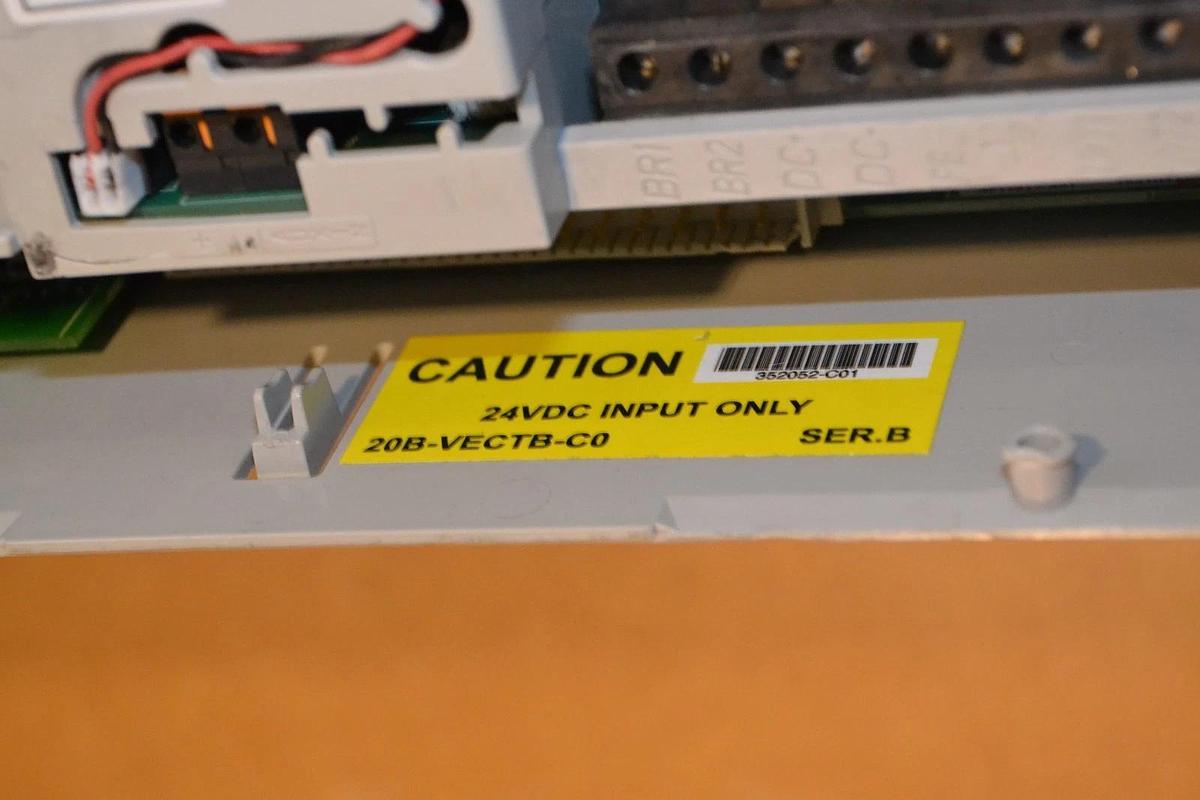 BR1 BR2 DC+ DC-
CAUTION
352052-C01
24VDC INPUT ONLY
20B-VECTB-C0 SER.B